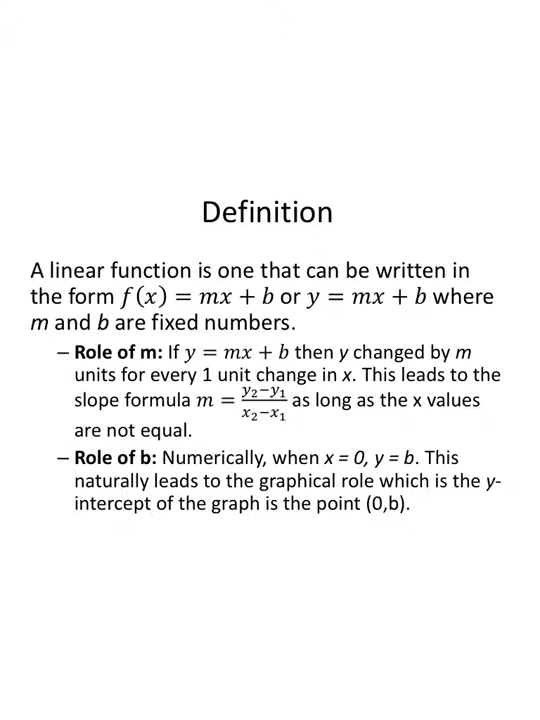 Definition
A linear function is one that can be written in
the form f(x) = mx + b or y = mx + b where
m and b are fixed numbers.
– Role of m: If y = mx + b then y changed by m
units for every 1 unit change in x. This leads to the
slope formula m = \frac{y₂−y₁}{x₂−x₁} as long as the x values
are not equal.
– Role of b: Numerically, when x = 0, y = b. This
naturally leads to the graphical role which is the y-
intercept of the graph is the point (0,b).